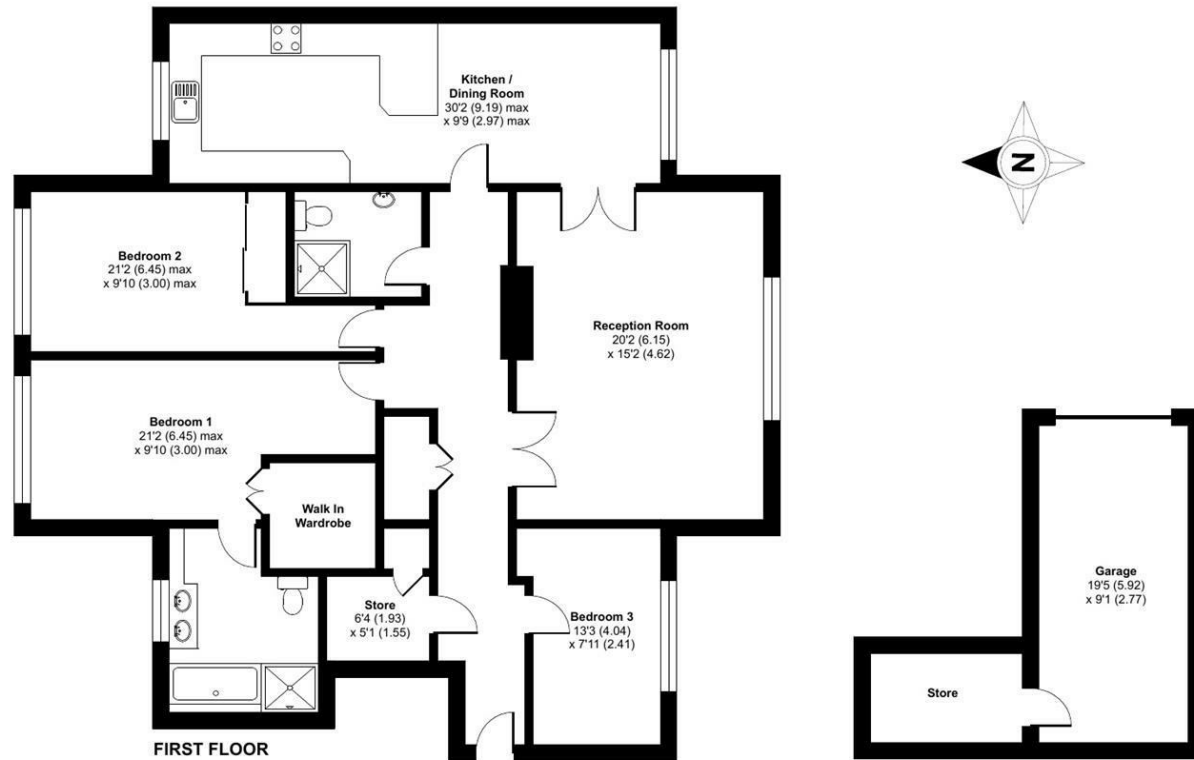 Kitchen /
Dining Room
30'2 (9.19) max
x 9'9 (2.97) max
N
Bedroom 2
21'2 (6.45) max
x 9'10 (3.00) max
Reception Room
20'2 (6.15)
x 15'2 (4.62)
Bedroom 1
21'2 (6.45) max
x 9'10 (3.00) max
Walk In
Wardrobe
Store
6'4 (1.93)
x 5'1 (1.55)
Bedroom 3
13'3 (4.04)
x 7'11 (2.41)
Garage
19'5 (5.92)
x 9'1 (2.77)
Store
FIRST FLOOR